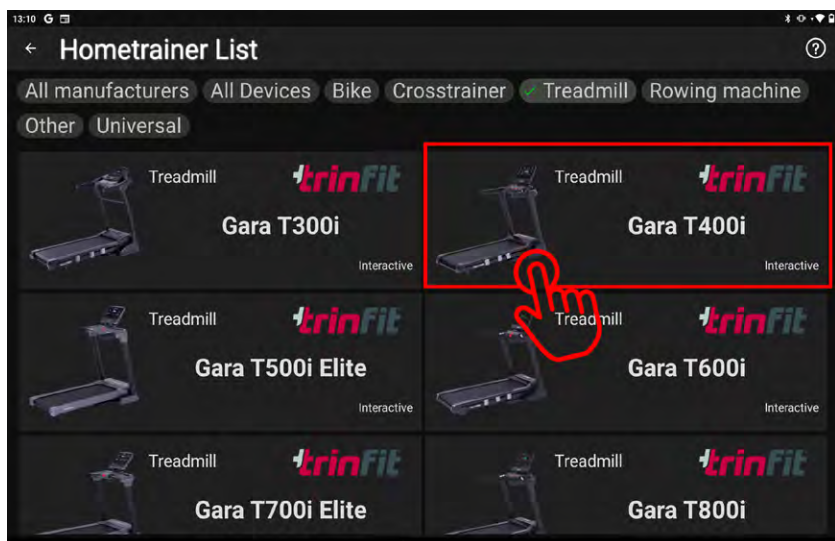 13:10 G
Hometrainer List
All manufacturers All Devices Bike Crosstrainer Treadmill Rowing machine
Other Universal
Treadmill trinfit
Gara T300i
Interactive
Treadmill trinfit
Gara T400i
Interactive
Treadmill trinfit
Gara T500i Elite
Interactive
Treadmill trinfit
Gara T600i
Interactive
Treadmill trinfit
Gara T700i Elite
Treadmill trinfit
Gara T800i